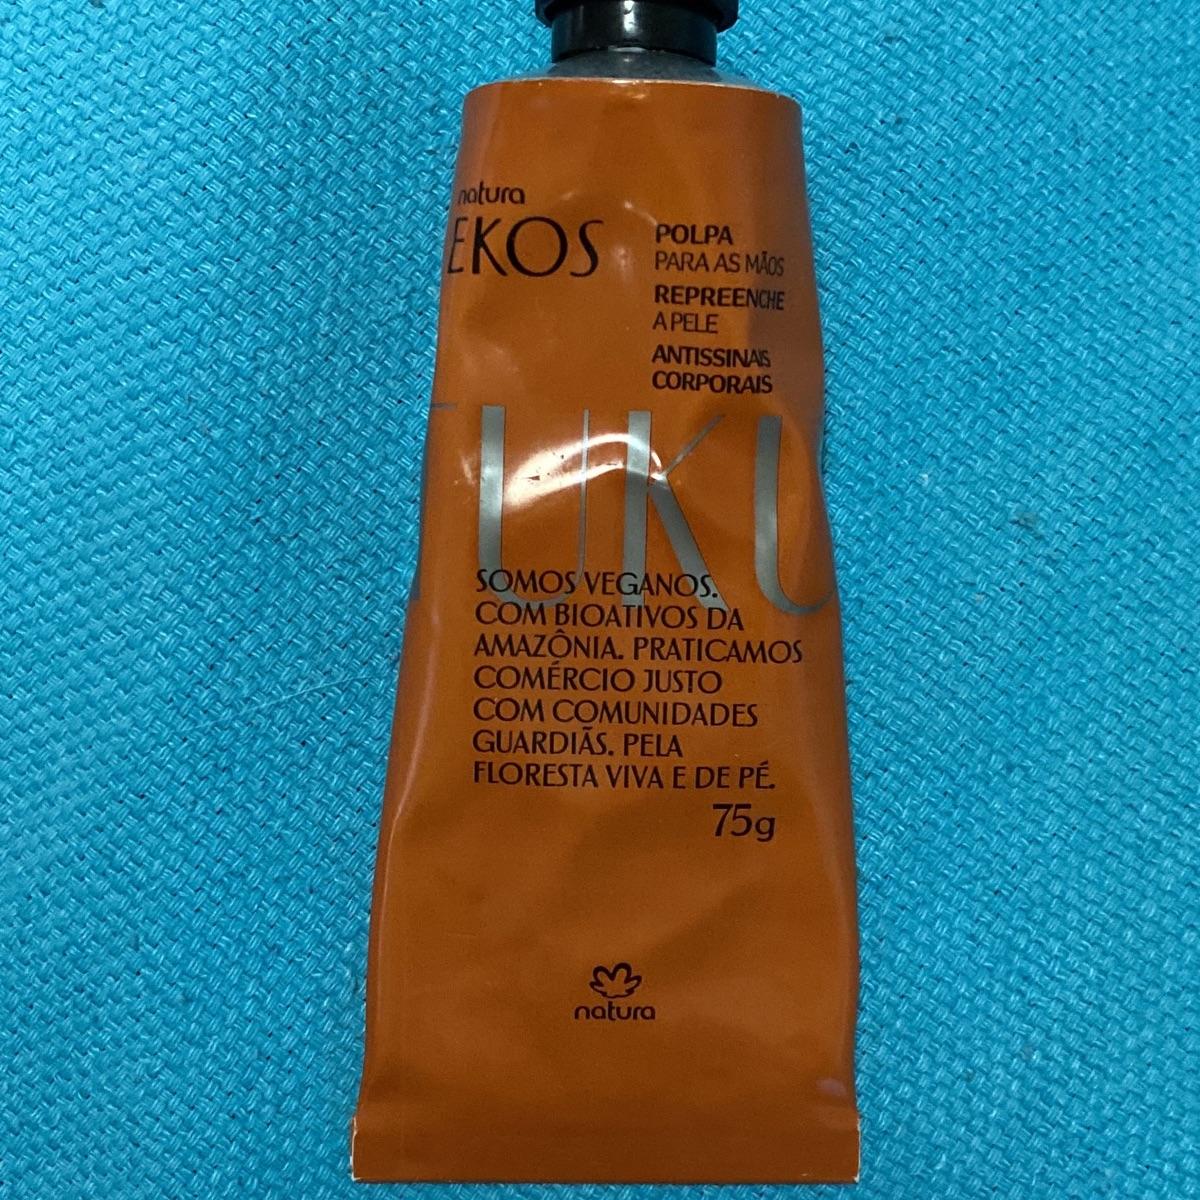 natura
EKOS
POLPA
PARA AS MÃOS
REPREENCHE
A PELE
ANTISSINAIS
CORPORAIS
TUKU
SOMOS VEGANOS.
COM BIOATIVOS DA
AMAZÔNIA. PRATICAMOS
COMÉRCIO JUSTO
COM COMUNIDADES
GUARDIÃS. PELA
FLORESTA VIVA E DE PÉ.
75g
natura